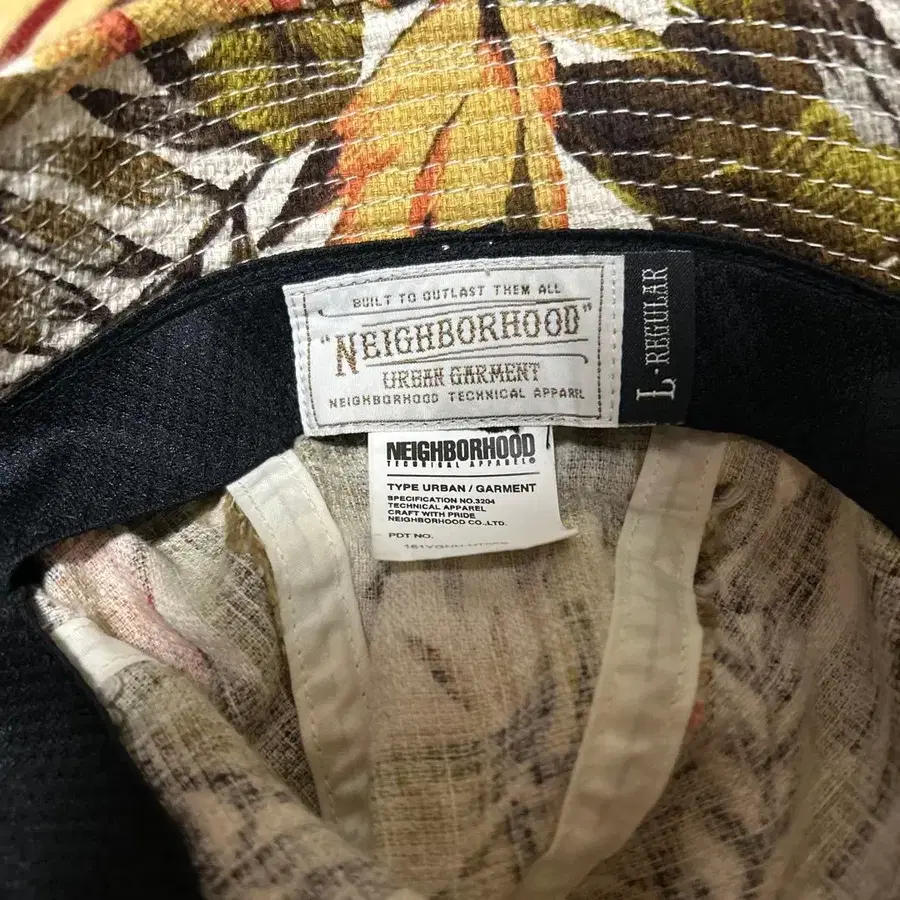 BUILT TO OUTLAST THEM ALL
"NEIGHBORHOOD"
URBAN GARMENT
NEIGHBORHOOD TECHNICAL APPAREL
L-REGULAR
NEIGHBORHOOD
TECHNICAL APPAREL®
TYPE URBAN / GARMENT
SPECIFICATION NO.3204
TECHNICAL APPAREL
CRAFT WITH PRIDE
NEIGHBORHOOD CO.,LTD.
PDT NO.